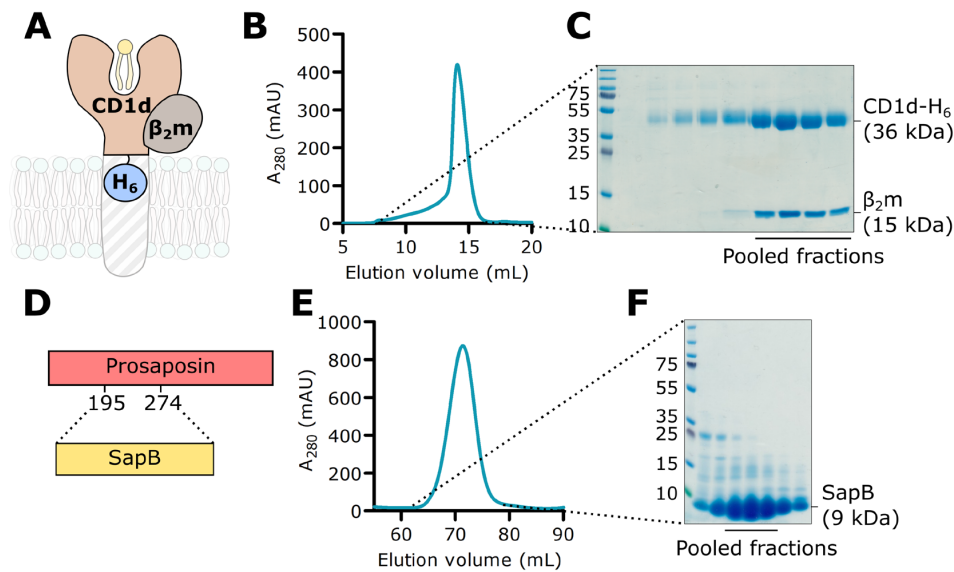 A
CD1d
β₂m
H₆
B
A₂₈₀ (mAU)
500
400
300
200
100
0
5
10
15
20
Elution volume (mL)
C
75
55
35
25
15
10
CD1d-H₆
(36 kDa)
β₂m
(15 kDa)
Pooled fractions
D
Prosaposin
195
274
SapB
E
A₂₈₀ (mAU)
1000
800
600
400
200
0
60
70
80
90
Elution volume (mL)
F
75
55
35
25
15
10
SapB
(9 kDa)
Pooled fractions